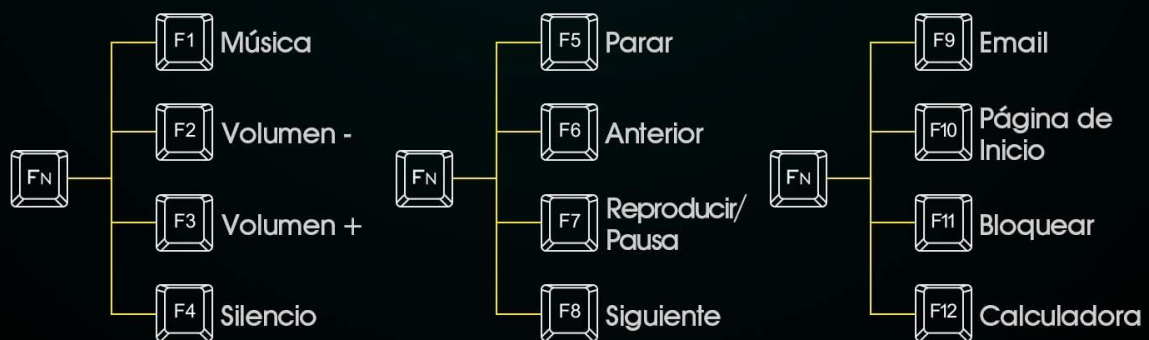 FN
F1 Música
F2 Volumen -
F3 Volumen +
F4 Silencio
FN
F5 Parar
F6 Anterior
F7 Reproducir/
Pausa
F8 Siguiente
FN
F9 Email
F10 Página de
Inicio
F11 Bloquear
F12 Calculadora